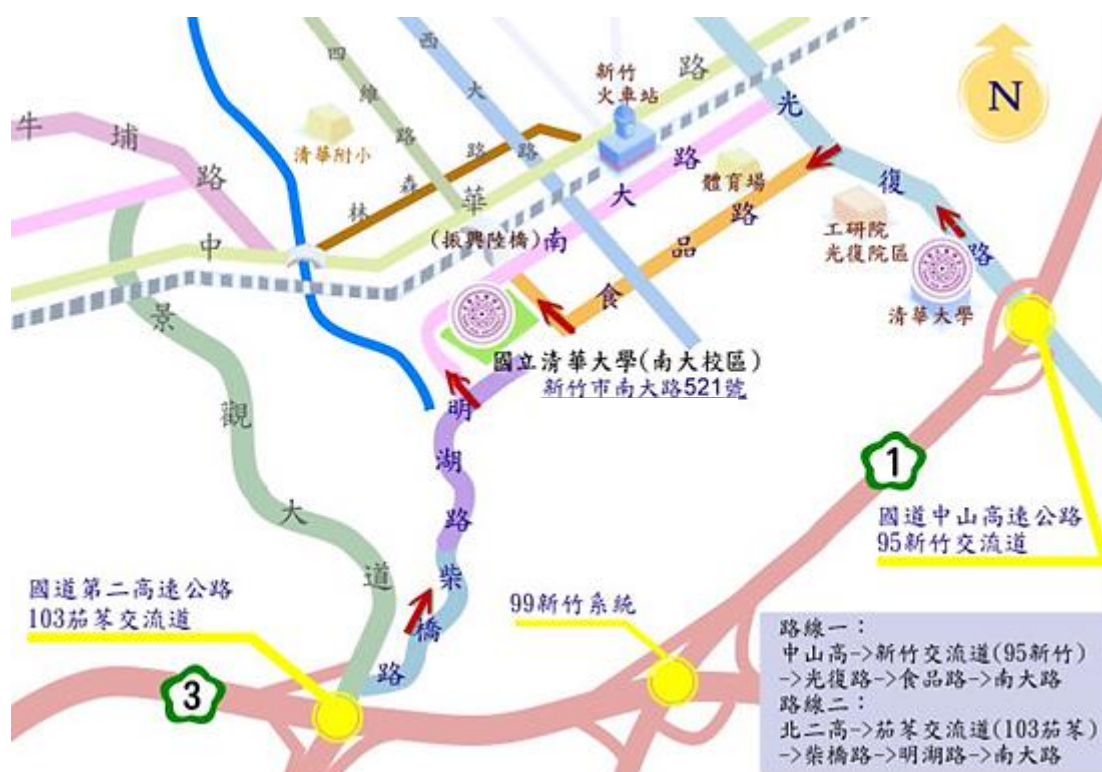 牛埔路
四維路
西大路
新竹
火車站
中華路
N
清華附小
林森路
光復路
體育場
南大路
(振興陸橋)
食品路
工研院
光復院區
清華大學
國立清華大學(南大校區)
新竹市南大路521號
景觀大道
明湖路
柴橋路
1
國道中山高速公路
95新竹交流道
國道第二高速公路
103茄苳交流道
99新竹系統
3
路線一：
中山高->新竹交流道(95新竹)
->光復路->食品路->南大路
路線二：
北二高->茄苳交流道(103茄苳)
->柴橋路->明湖路->南大路